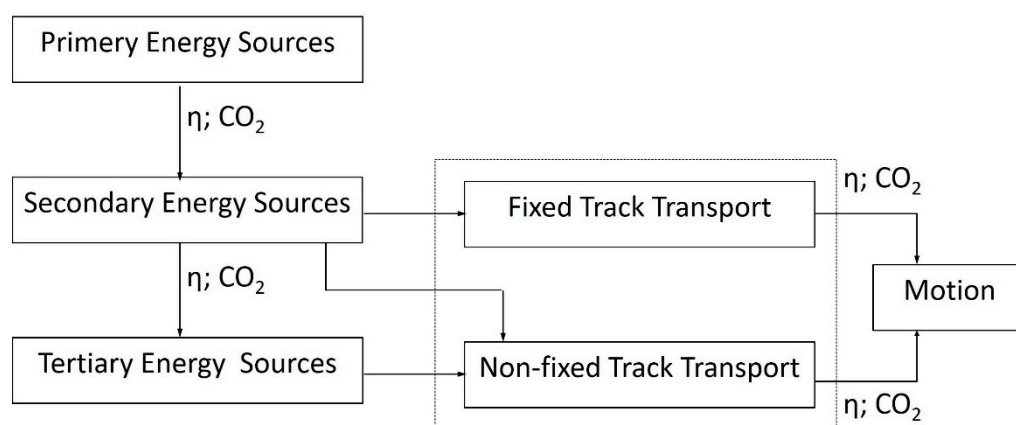 Primery Energy Sources
η; CO₂
Secondary Energy Sources
Fixed Track Transport
η; CO₂
η; CO₂
Motion
Tertiary Energy  Sources
Non-fixed Track Transport
η; CO₂